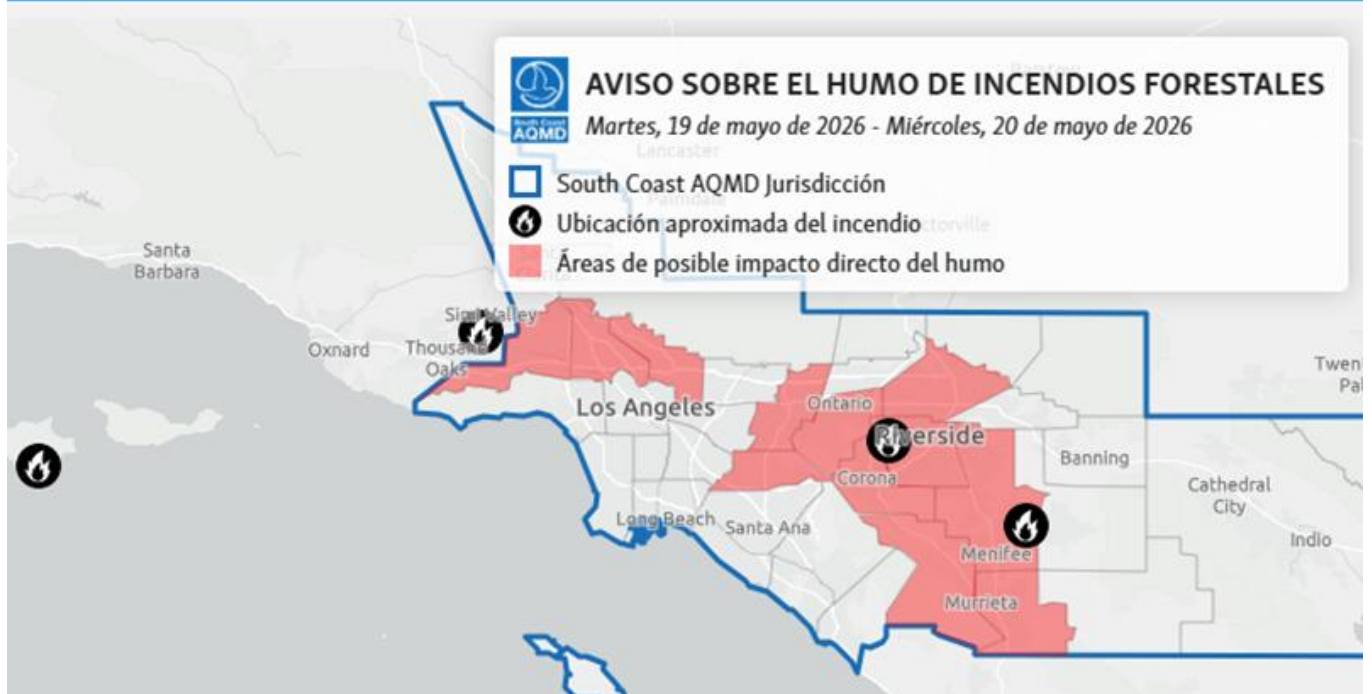 AVISO SOBRE EL HUMO DE INCENDIOS FORESTALES
South Coast
AQMD
Martes, 19 de mayo de 2026 - Miércoles, 20 de mayo de 2026
Lancaster
South Coast AQMD Jurisdicción
Palmdale
Ubicación aproximada del incendio
Áreas de posible impacto directo del humo
Santa
Barbara
Simi Valley
Oxnard
Thousand
Oaks
Los Angeles
Ontario
Riverside
Corona
Banning
Cathedral
City
Indio
Long Beach
Santa Ana
Menifee
Murrieta